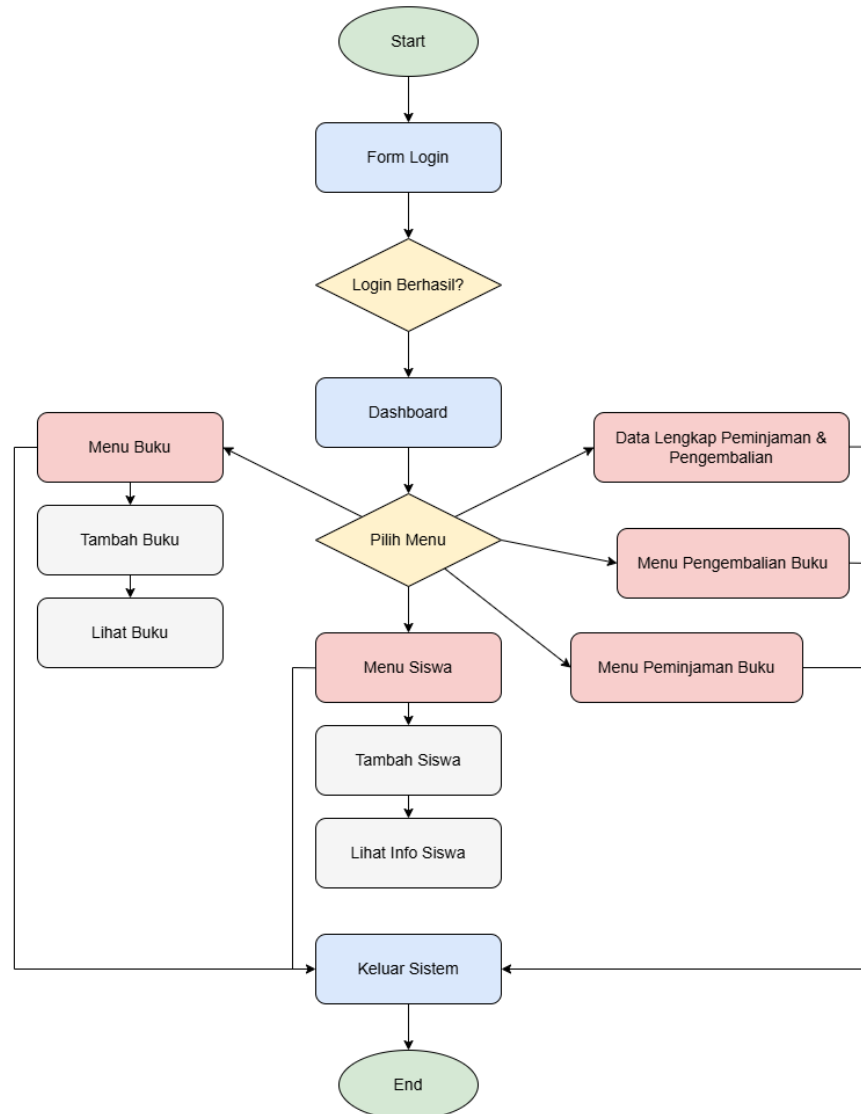 Start
Form Login
Login Berhasil?
Dashboard
Menu Buku
Data Lengkap Peminjaman &
Pengembalian
Tambah Buku
Pilih Menu
Menu Pengembalian Buku
Lihat Buku
Menu Siswa
Menu Peminjaman Buku
Tambah Siswa
Lihat Info Siswa
Keluar Sistem
End